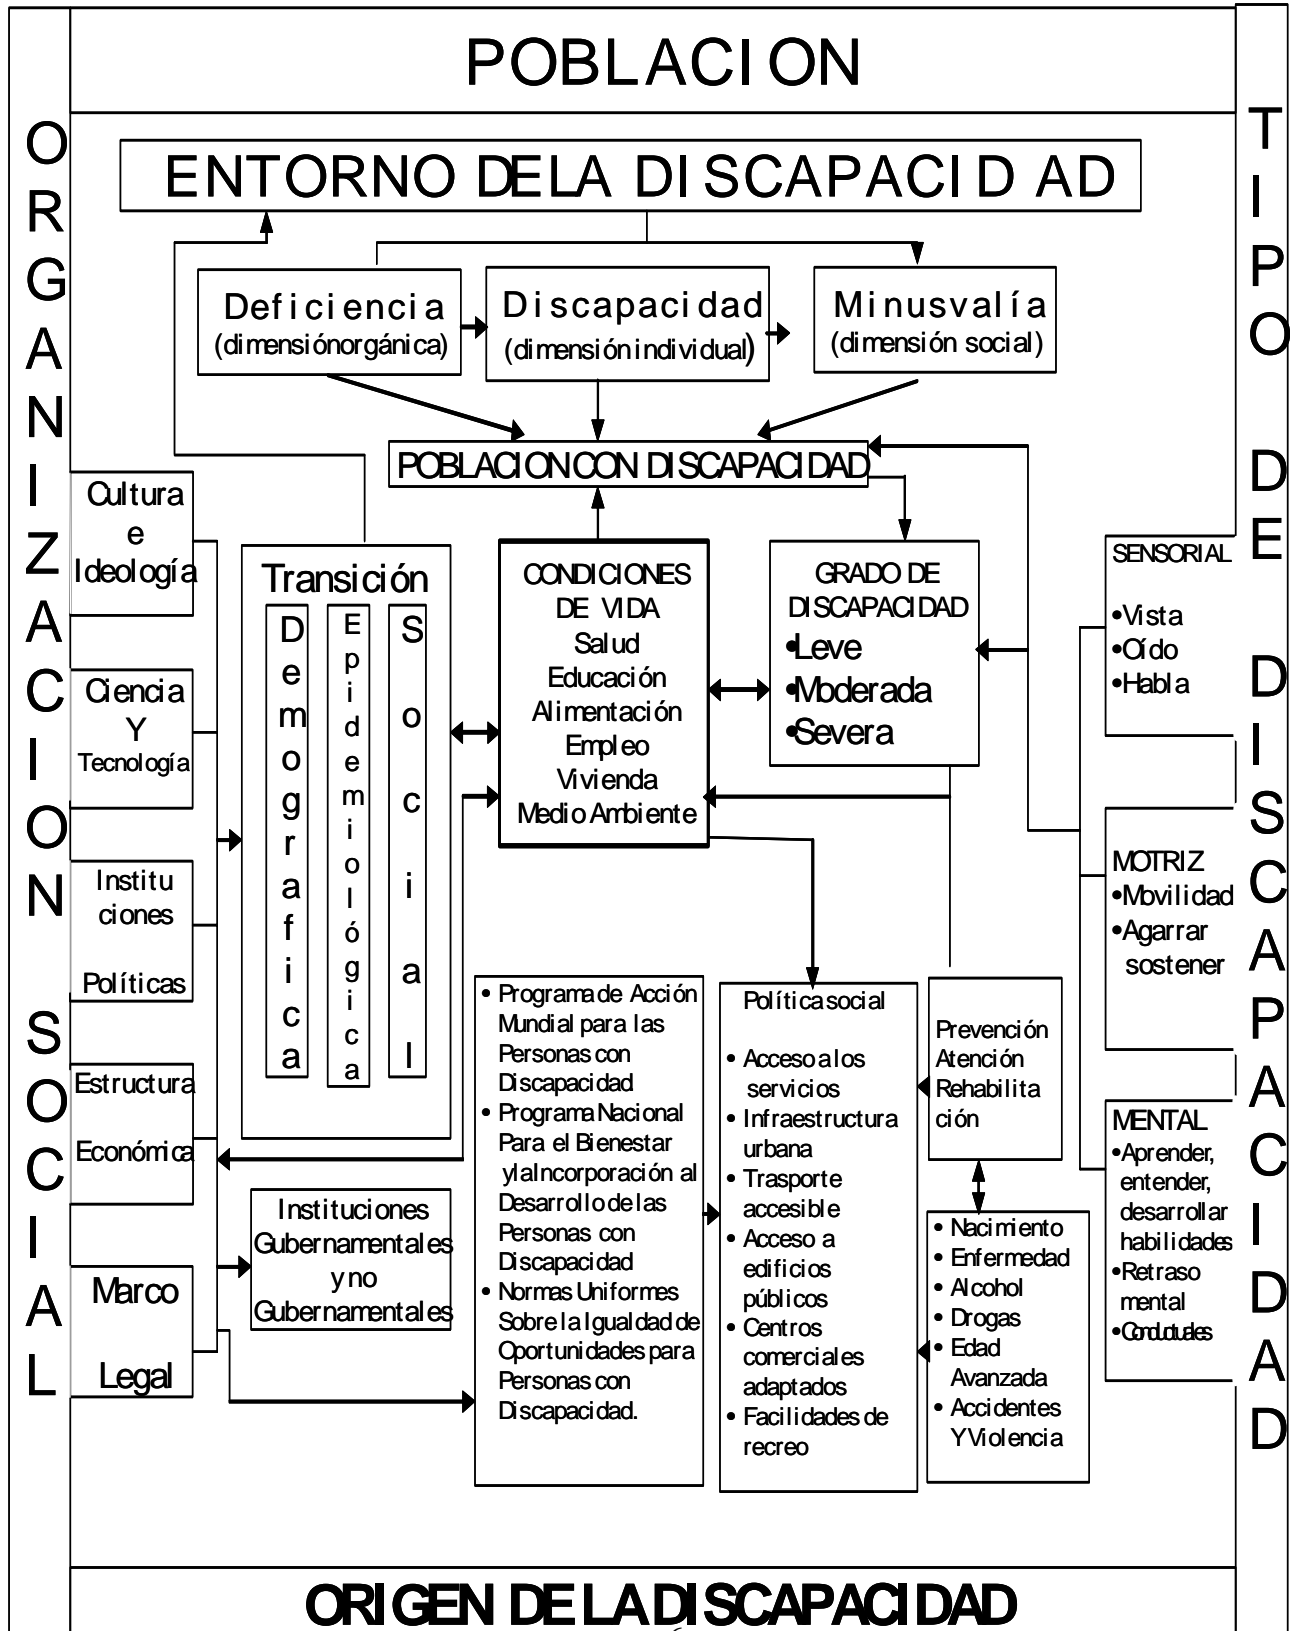 POBLACION
ORGANIZACION SOCIAL
TIPO DE DISCAPACIDAD
ENTORNO DE LA DISCAPACIDAD
Deficiencia
(dimensión orgánica)
Discapacidad
(dimensión individual)
Minusvalía
(dimensión social)
POBLACION CON DISCAPACIDAD
Cultura
e
Ideología
Ciencia
Y
Tecnología
Institu
ciones
Políticas
Estructura
Económica
Marco
Legal
Transición
Demografica
Epidemiológica
Social
CONDICIONES
DE VIDA
Salud
Educación
Alimentación
Empleo
Vivienda
Medio Ambiente
GRADO DE
DISCAPACIDAD
•Leve
•Moderada
•Severa
SENSORIAL
•Vista
•Oído
•Habla
MOTRIZ
•Movilidad
•Agarrar
sostener
MENTAL
•Aprender,
entender,
desarrollar
habilidades
•Retraso
mental
•Conductuales
Instituciones
Gubernamentales
y no
Gubernamentales
• Programa de Acción
Mundial para las
Personas con
Discapacidad
• Programa Nacional
Para el Bienestar
y la Incorporación al
Desarrollo de las
Personas con
Discapacidad
• Normas Uniformes
Sobre la Igualdad de
Oportunidades para
Personas con
Discapacidad.
Política social
• Acceso a los
servicios
• Infraestructura
urbana
• Trasporte
accesible
• Acceso a
edificios
públicos
• Centros
comerciales
adaptados
• Facilidades de
recreo
Prevención
Atención
Rehabilita
ción
• Nacimiento
• Enfermedad
• Alcohol
• Drogas
• Edad
Avanzada
• Accidentes
Y Violencia
ORIGEN DE LA DISCAPACIDAD